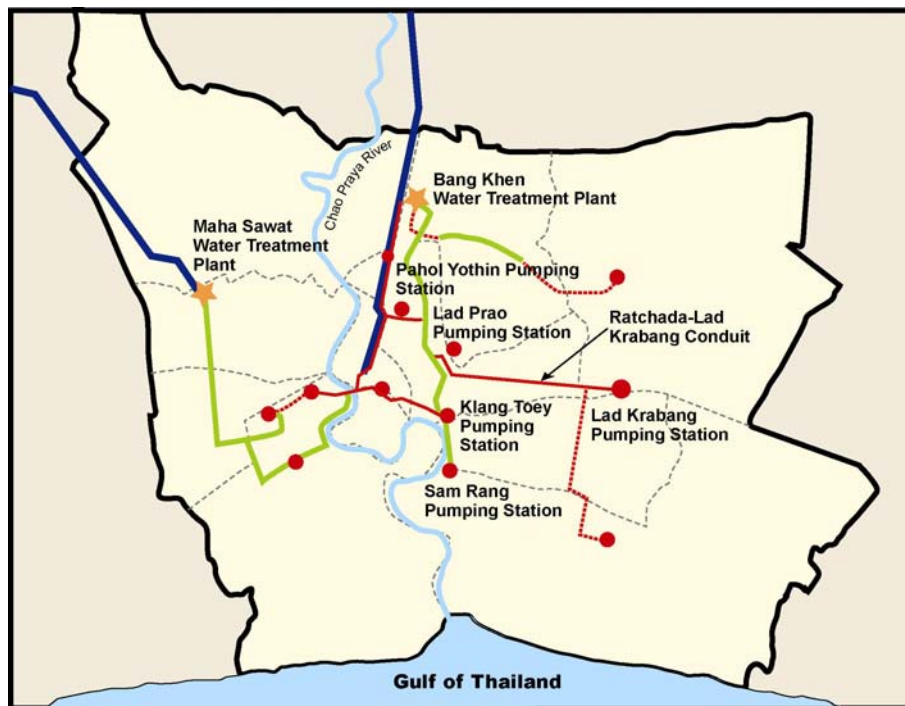 Chao Praya River
Bang Khen
Water Treatment Plant
Maha Sawat
Water Treatment
Plant
Pahol Yothin Pumping
Station
Lad Prao
Pumping Station
Ratchada-Lad
Krabang Conduit
Klang Toey
Pumping
Station
Lad Krabang
Pumping Station
Sam Rang
Pumping Station
Gulf of Thailand